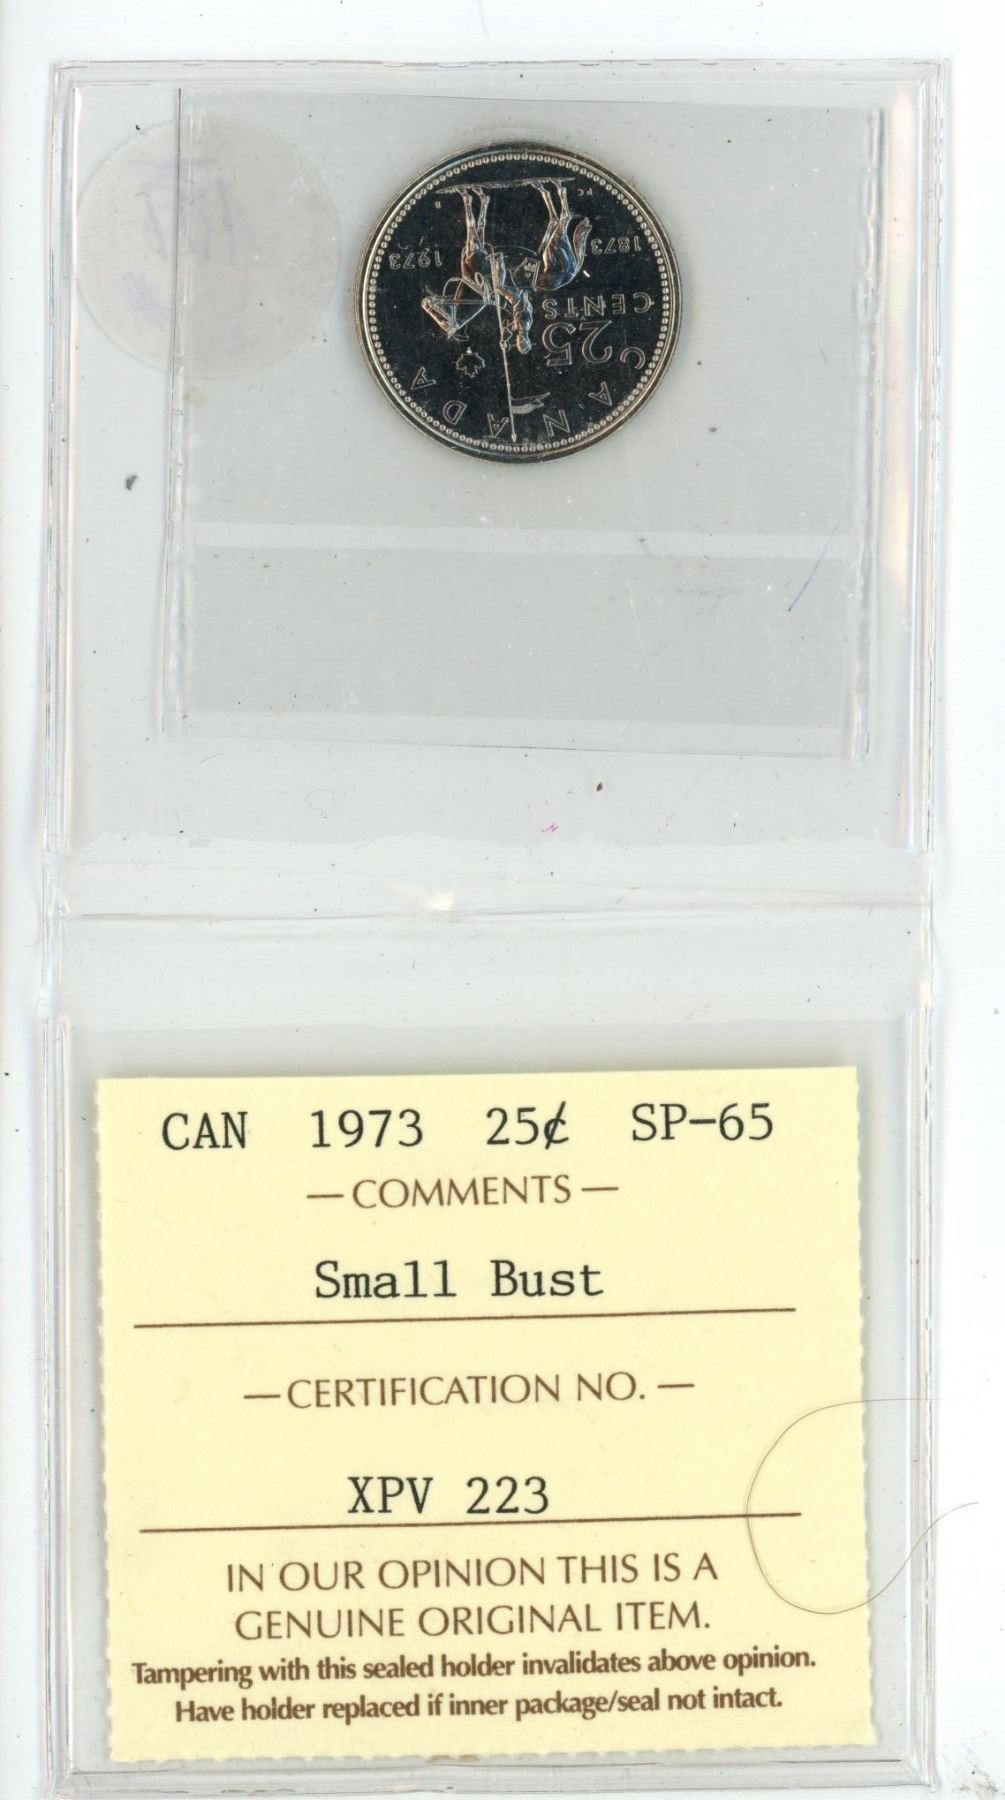 CANADA
25
CENTS
1873
1973
PC
B
CAN 1973 25¢ SP-65
—COMMENTS—
Small Bust
—CERTIFICATION NO.—
XPV 223
IN OUR OPINION THIS IS A
GENUINE ORIGINAL ITEM.
Tampering with this sealed holder invalidates above opinion.
Have holder replaced if inner package/seal not intact.